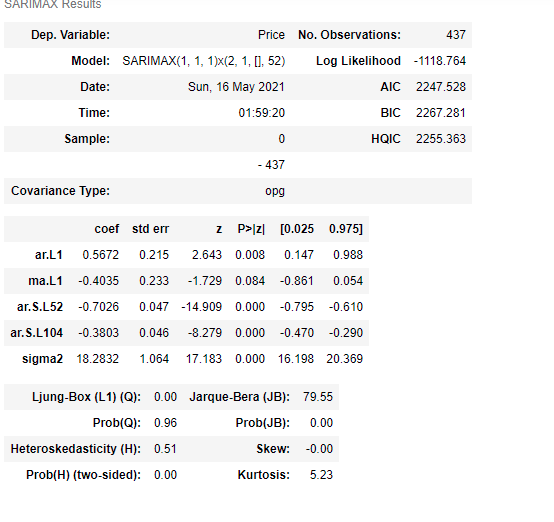 SARIMAX Results
Dep. Variable: Price No. Observations: 437
Model: SARIMAX(1, 1, 1)x(2, 1, [], 52) Log Likelihood -1118.764
Date: Sun, 16 May 2021 AIC 2247.528
Time: 01:59:20 BIC 2267.281
Sample: 0 HQIC 2255.363
- 437
Covariance Type: opg
coef std err z P>|z| [0.025 0.975]
ar.L1 0.5672 0.215 2.643 0.008 0.147 0.988
ma.L1 -0.4035 0.233 -1.729 0.084 -0.861 0.054
ar.S.L52 -0.7026 0.047 -14.909 0.000 -0.795 -0.610
ar.S.L104 -0.3803 0.046 -8.279 0.000 -0.470 -0.290
sigma2 18.2832 1.064 17.183 0.000 16.198 20.369
Ljung-Box (L1) (Q): 0.00 Jarque-Bera (JB): 79.55
Prob(Q): 0.96 Prob(JB): 0.00
Heteroskedasticity (H): 0.51 Skew: -0.00
Prob(H) (two-sided): 0.00 Kurtosis: 5.23